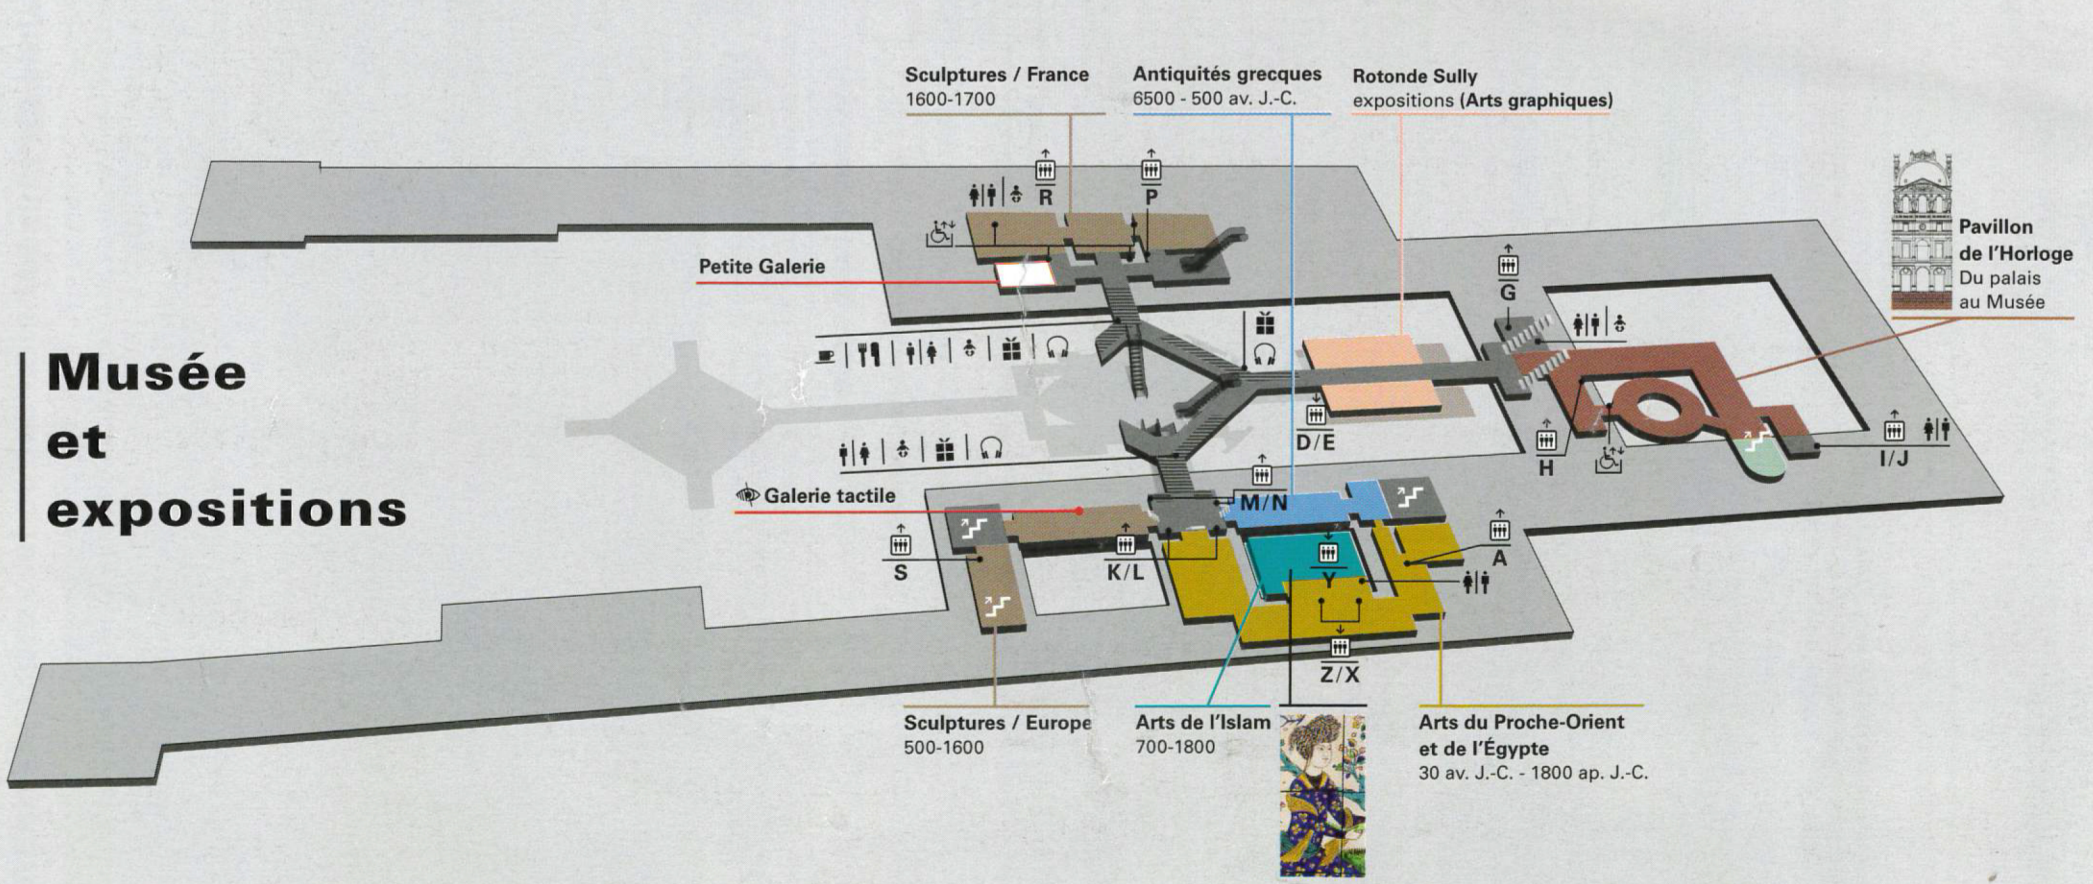 Sculptures / France
1600-1700
Antiquités grecques
6500 - 500 av. J.-C.
Rotonde Sully
expositions (Arts graphiques)
R
P
Petite Galerie
G
Pavillon
de l'Horloge
Du palais
au Musée
Musée
et
expositions
D/E
H
I/J
Galerie tactile
M/N
S
K/L
Y
A
Z/X
Sculptures / Europe
500-1600
Arts de l'Islam
700-1800
Arts du Proche-Orient
et de l'Égypte
30 av. J.-C. - 1800 ap. J.-C.